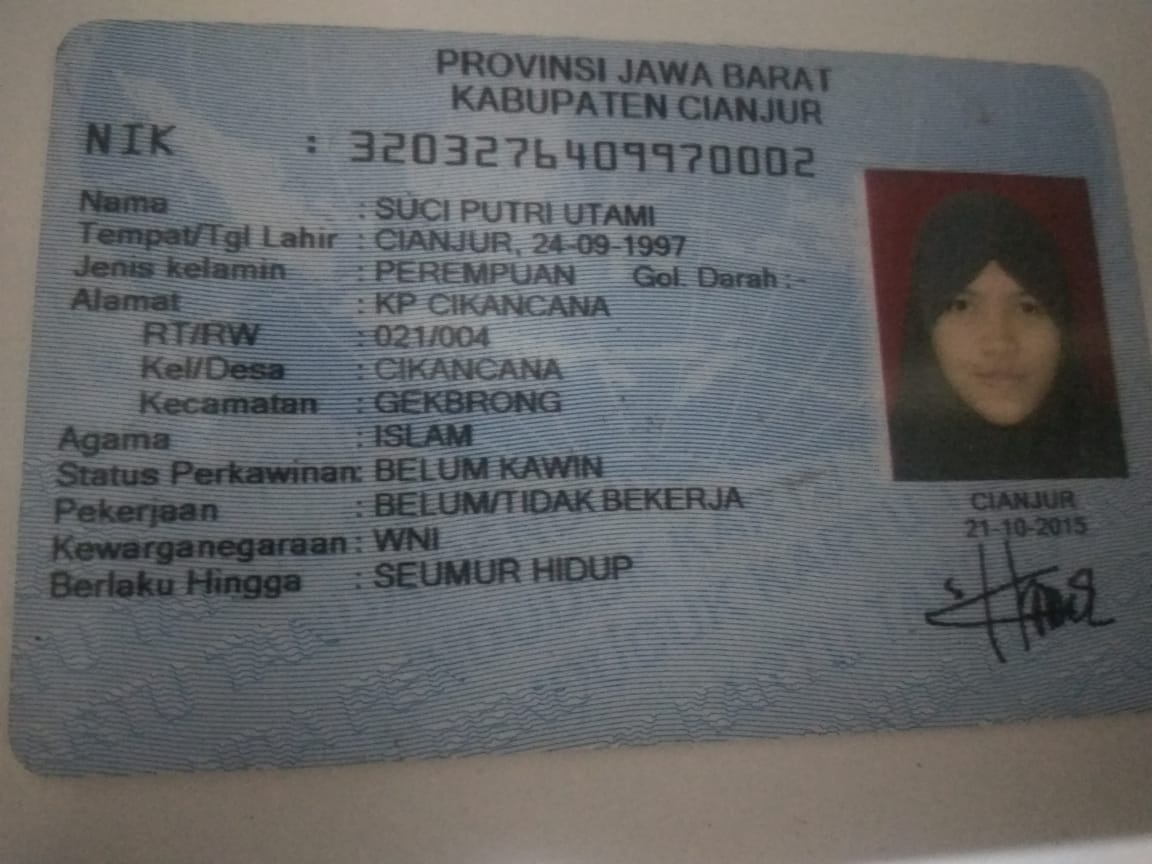 PROVINSI JAWA BARAT
KABUPATEN CIANJUR
NIK : 3203276409970002
Nama : SUCI PUTRI UTAMI
Tempat/Tgl Lahir : CIANJUR, 24-09-1997
Jenis kelamin : PEREMPUAN Gol. Darah : -
Alamat : KP CIKANCANA
RT/RW : 021/004
Kel/Desa : CIKANCANA
Kecamatan : GEKBRONG
Agama : ISLAM
Status Perkawinan: BELUM KAWIN
Pekerjaan : BELUM/TIDAK BEKERJA
Kewarganegaraan : WNI
Berlaku Hingga : SEUMUR HIDUP
CIANJUR
21-10-2015